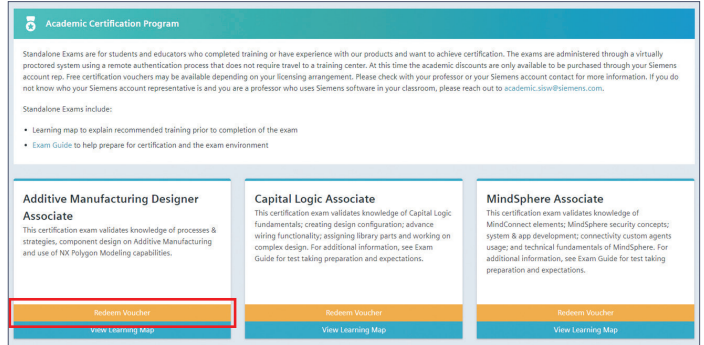 Academic Certification Program
Standalone Exams are for students and educators who completed training or have experience with our products and want to achieve certification. The exams are administered through a virtually
proctored system using a remote authentication process that does not require travel to a training center. At this time the academic discounts are only available to be purchased through your Siemens
account rep. Free certification vouchers may be available depending on your licensing arrangement. Please check with your professor or your Siemens account contact for more information. If you do
not know who your Siemens account representative is and you are a professor who uses Siemens software in your classroom, please reach out to academic.sisw@siemens.com.
Standalone Exams include:
• Learning map to explain recommended training prior to completion of the exam
• Exam Guide to help prepare for certification and the exam environment
Additive Manufacturing Designer
Associate
This certification exam validates knowledge of processes &
strategies, component design on Additive Manufacturing
and use of NX Polygon Modeling capabilities.
Redeem Voucher
View Learning Map
Capital Logic Associate
This certification exam validates knowledge of Capital Logic
fundamentals; creating design configuration; advance
wiring functionality; assigning library parts and working on
complex design. For additional information, see Exam
Guide for test taking preparation and expectations.
Redeem Voucher
View Learning Map
MindSphere Associate
This certification exam validates knowledge of
MindConnect elements; MindSphere security concepts;
system & app development; connectivity custom agents
usage; and technical fundamentals of MindSphere. For
additional information, see Exam Guide for test taking
preparation and expectations.
Redeem Voucher
View Learning Map